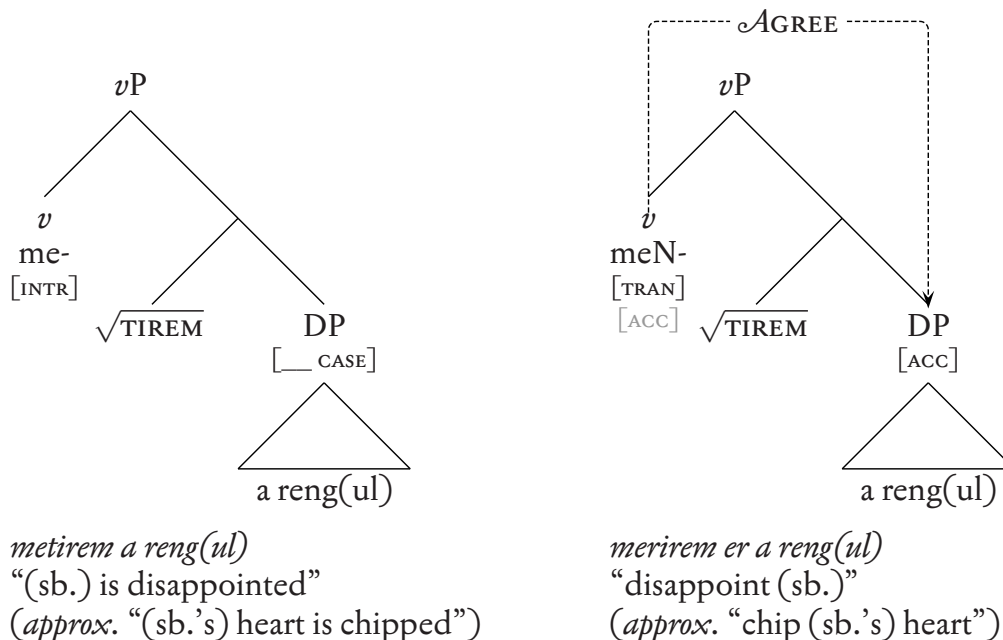 AGREE
vP
v
me-
[INTR]
√TIREM
DP
[__ CASE]
a reng(ul)
metirem a reng(ul)
“(sb.) is disappointed”
(approx. “(sb.’s) heart is chipped”)
vP
v
meN-
[TRAN]
[ACC]
√TIREM
DP
[ACC]
a reng(ul)
merirem er a reng(ul)
“disappoint (sb.)”
(approx. “chip (sb.’s) heart”)